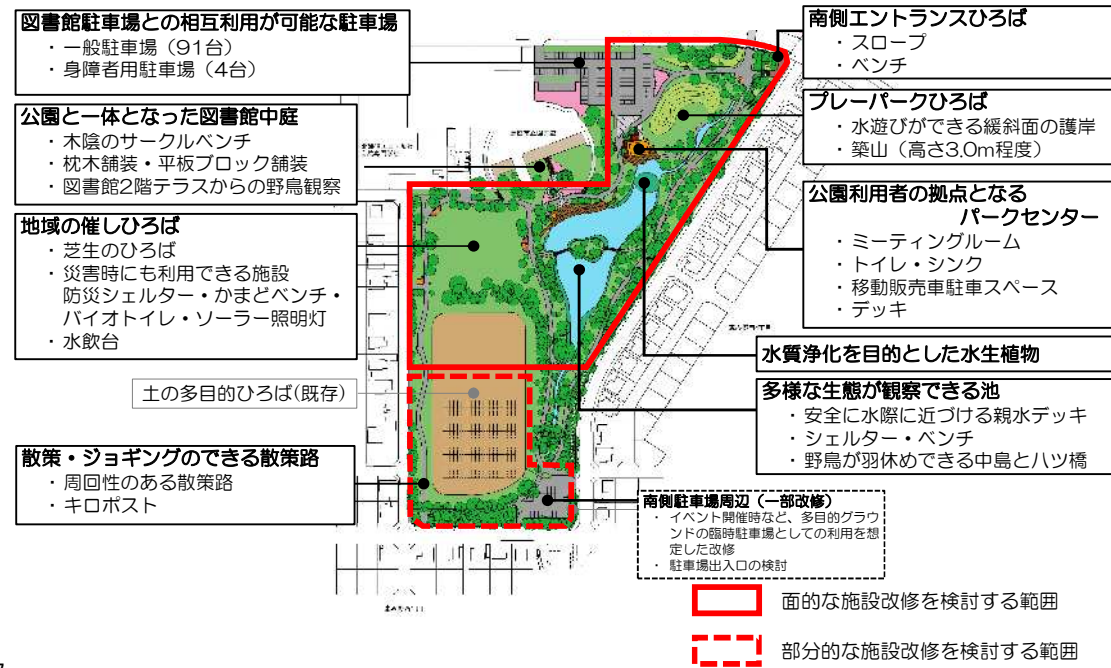 図書館駐車場との相互利用が可能な駐車場
・一般駐車場（91台）
・身障者用駐車場（4台）
公園と一体となった図書館中庭
・木陰のサークルベンチ
・枕木舗装・平板ブロック舗装
・図書館2階テラスからの野鳥観察
地域の催しひろば
・芝生のひろば
・災害時にも利用できる施設
防災シェルター・かまどベンチ・
バイオトイレ・ソーラー照明灯
・水飲台
土の多目的ひろば(既存)
散策・ジョギングのできる散策路
・周回性のある散策路
・キロポスト
南側エントランスひろば
・スロープ
・ベンチ
プレーパークひろば
・水遊びができる緩斜面の護岸
・築山（高さ3.0m程度）
公園利用者の拠点となる
パークセンター
・ミーティングルーム
・トイレ・シンク
・移動販売車駐車スペース
・デッキ
水質浄化を目的とした水生植物
多様な生態が観察できる池
・安全に水際に近づける親水デッキ
・シェルター・ベンチ
・野鳥が羽休めできる中島と八ツ橋
南側駐車場周辺（一部改修）
・イベント開催時など、多目的グラウ
ンドの臨時駐車場としての利用を想
定した改修
・駐車場出入口の検討
面的な施設改修を検討する範囲
部分的な施設改修を検討する範囲